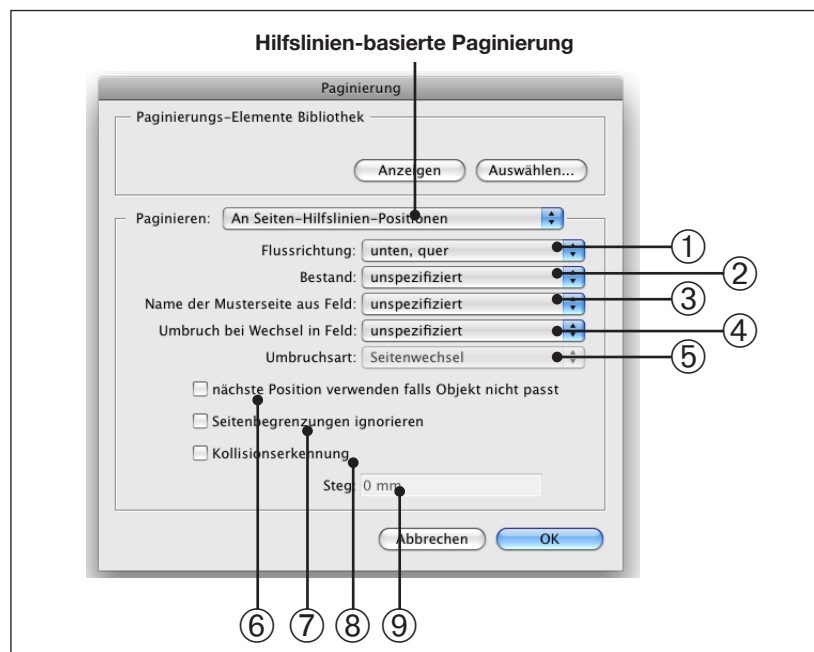 Hilfslinien-basierte Paginierung
Paginierung
Paginierungs-Elemente Bibliothek
Anzeigen Auswählen...
Paginieren: An Seiten-Hilfslinien-Positionen
Flussrichtung: unten, quer ①
Bestand: unspezifiziert ②
Name der Musterseite aus Feld: unspezifiziert ③
Umbruch bei Wechsel in Feld: unspezifiziert ④
Umbruchsart: Seitenwechsel ⑤
nächste Position verwenden falls Objekt nicht passt
Seitenbegrenzungen ignorieren
Kollisionserkennung
Steg: 0 mm
Abbrechen OK
⑥ ⑦ ⑧ ⑨